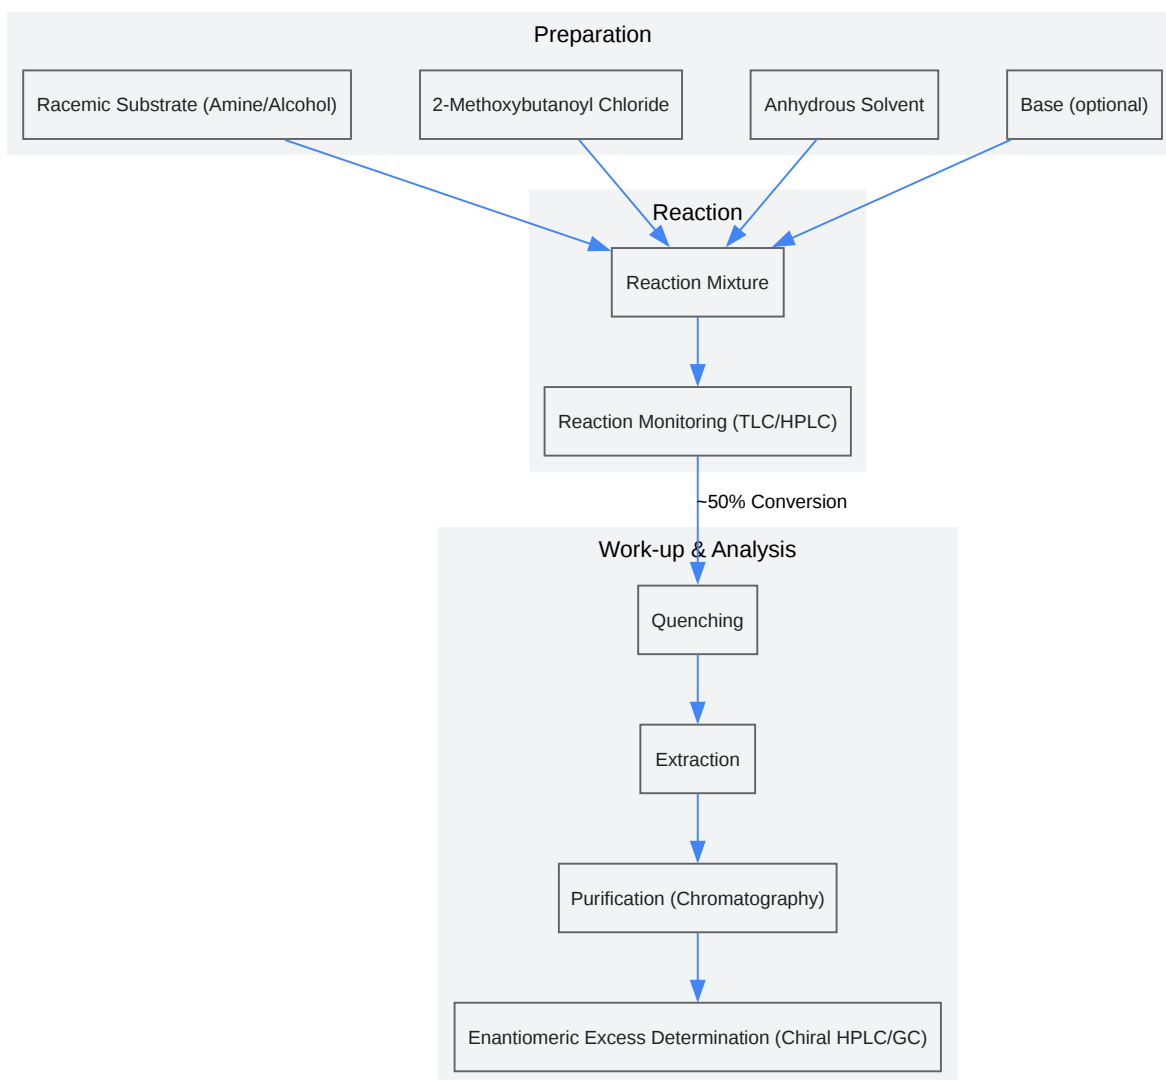 Preparation
Racemic Substrate (Amine/Alcohol)
2-Methoxybutanoyl Chloride
Anhydrous Solvent
Base (optional)
Reaction
Reaction Mixture
Reaction Monitoring (TLC/HPLC)
~50% Conversion
Work-up & Analysis
Quenching
Extraction
Purification (Chromatography)
Enantiomeric Excess Determination (Chiral HPLC/GC)